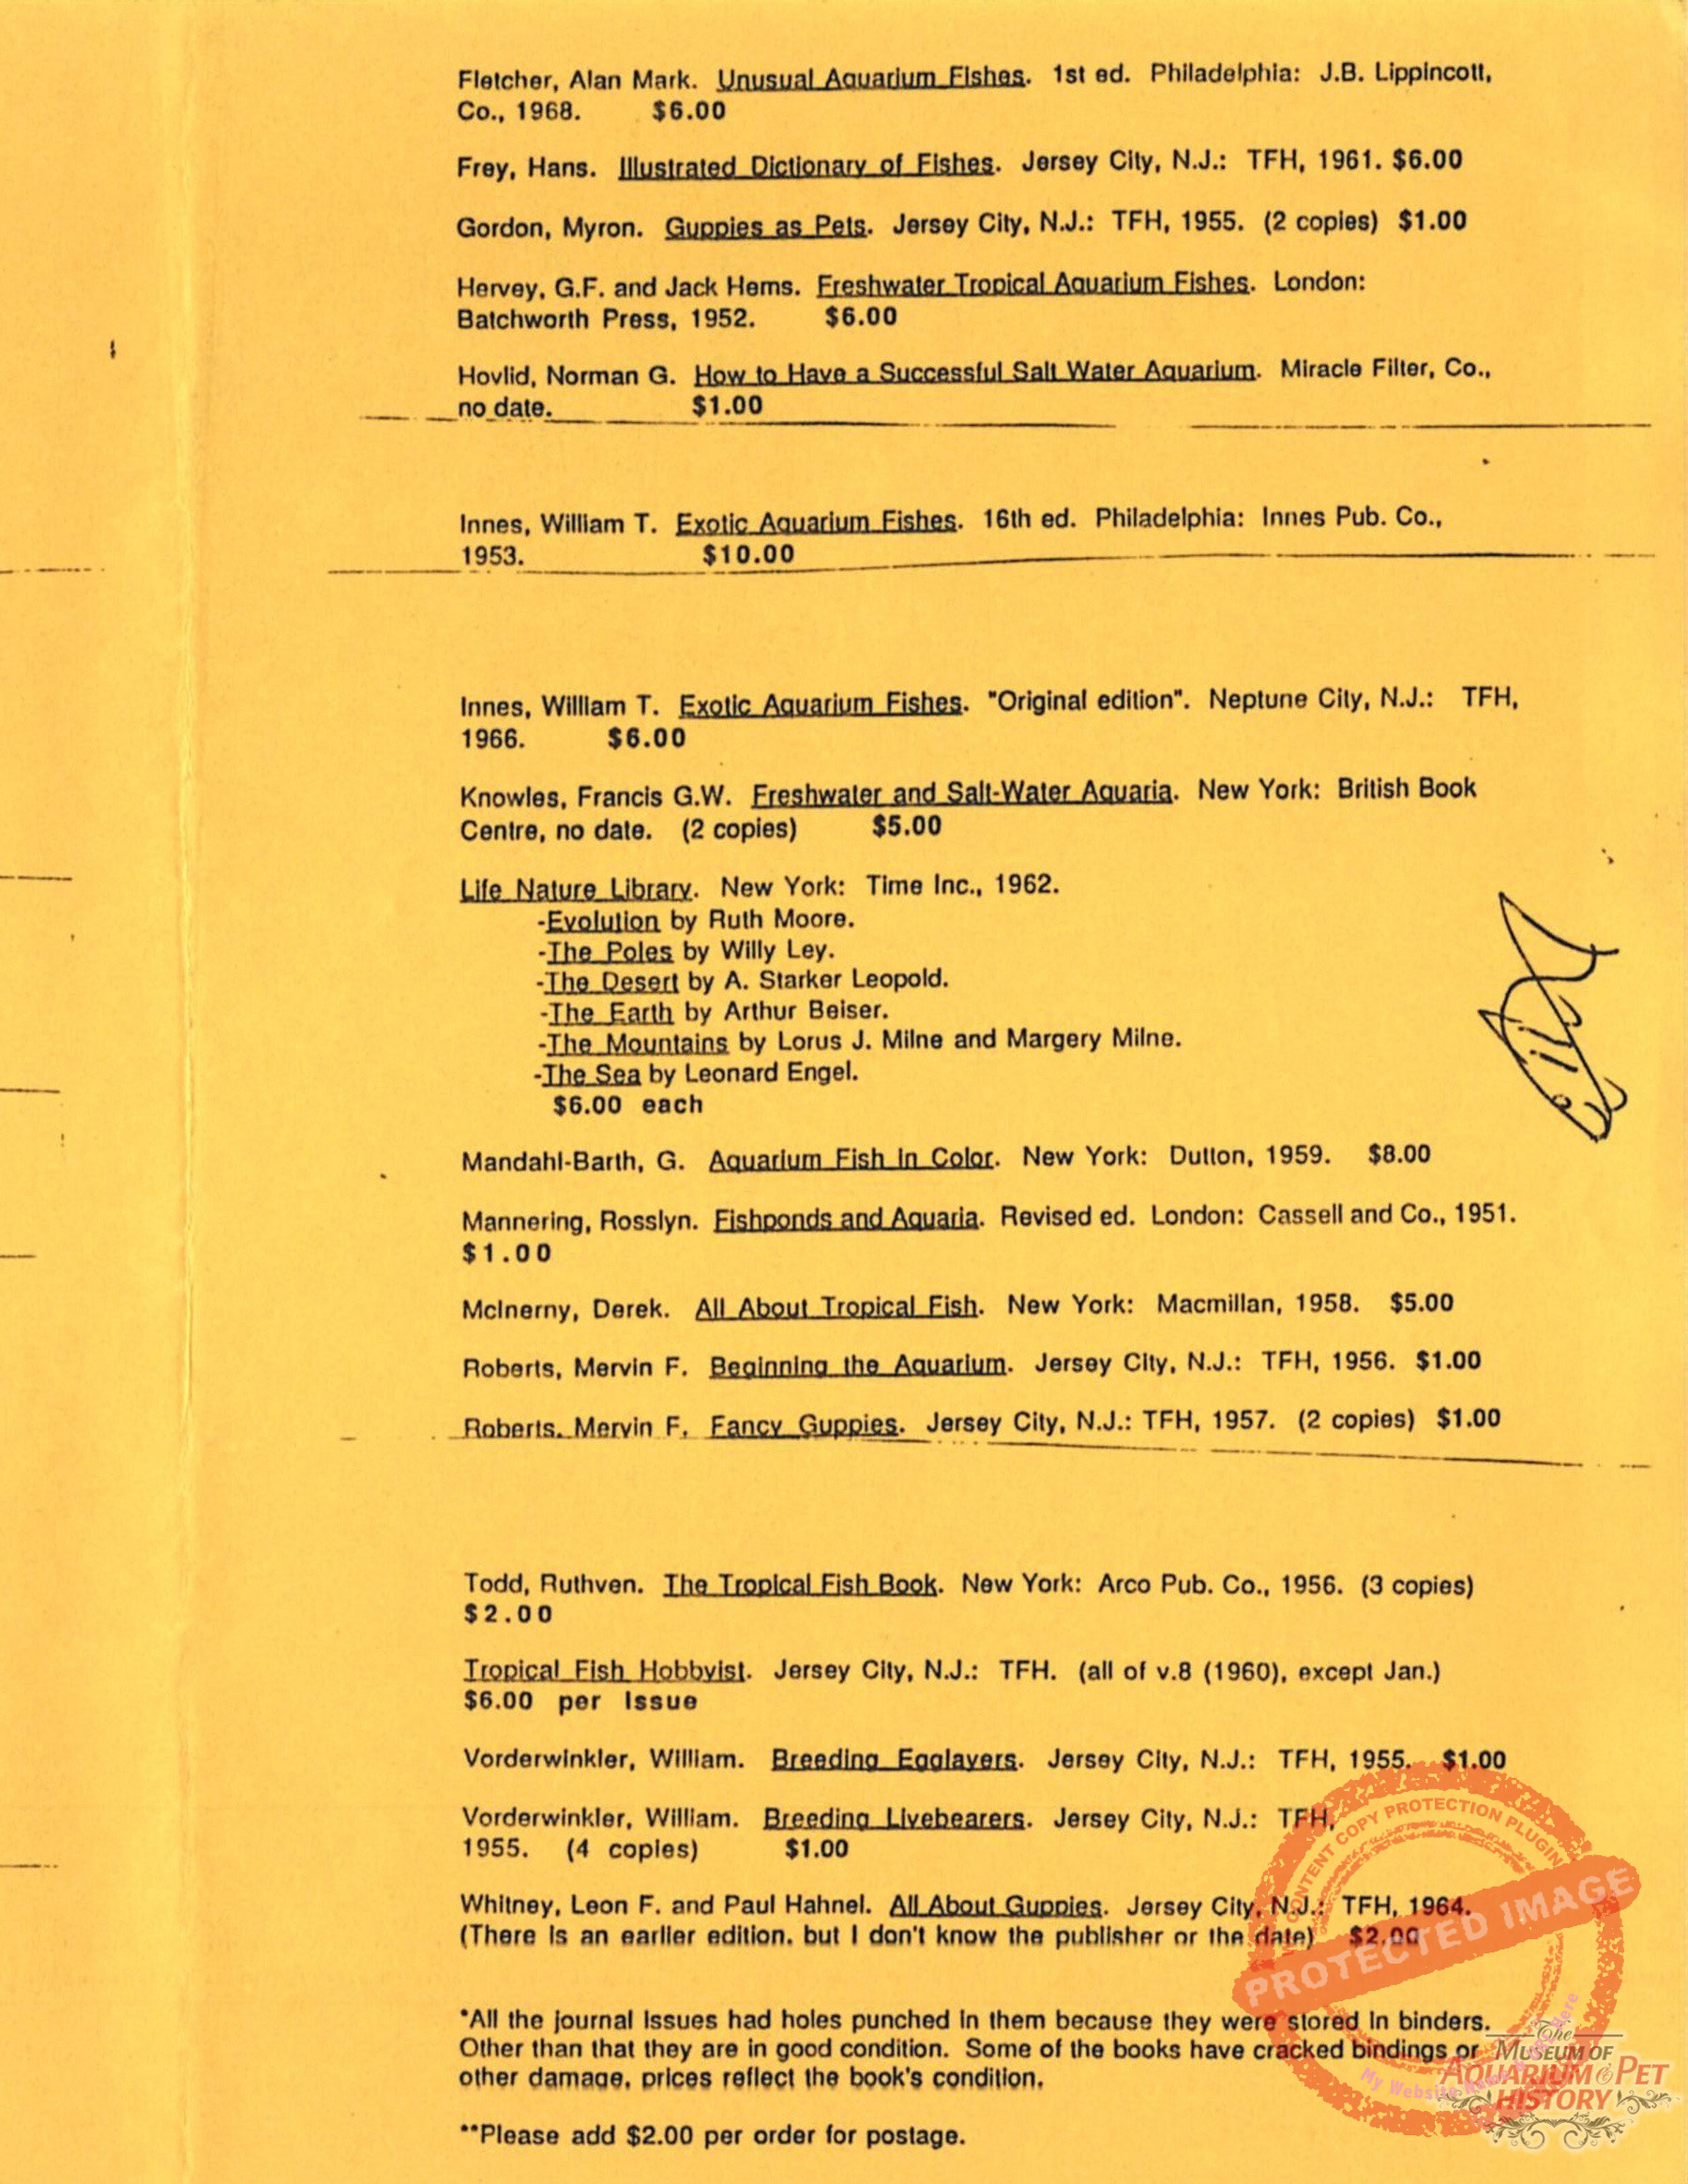 Fletcher, Alan Mark. Unusual Aquarium Fishes. 1st ed. Philadelphia: J.B. Lippincott,
Co., 1968. $6.00
Frey, Hans. Illustrated Dictionary of Fishes. Jersey City, N.J.: TFH, 1961. $6.00
Gordon, Myron. Guppies as Pets. Jersey City, N.J.: TFH, 1955. (2 copies) $1.00
Hervey, G.F. and Jack Hems. Freshwater Tropical Aquarium Fishes. London:
Batchworth Press, 1952. $6.00
Hovlid, Norman G. How to Have a Successful Salt Water Aquarium. Miracle Filter, Co.,
no date. $1.00
Innes, William T. Exotic Aquarium Fishes. 16th ed. Philadelphia: Innes Pub. Co.,
1953. $10.00
Innes, William T. Exotic Aquarium Fishes. "Original edition". Neptune City, N.J.: TFH,
1966. $6.00
Knowles, Francis G.W. Freshwater and Salt-Water Aquaria. New York: British Book
Centre, no date. (2 copies) $5.00
Life Nature Library. New York: Time Inc., 1962.
-Evolution by Ruth Moore.
-The Poles by Willy Ley.
-The Desert by A. Starker Leopold.
-The Earth by Arthur Beiser.
-The Mountains by Lorus J. Milne and Margery Milne.
-The Sea by Leonard Engel.
$6.00 each
Mandahl-Barth, G. Aquarium Fish in Color. New York: Dutton, 1959. $8.00
Mannering, Rosslyn. Fishponds and Aquaria. Revised ed. London: Cassell and Co., 1951.
$1.00
McInerny, Derek. All About Tropical Fish. New York: Macmillan, 1958. $5.00
Roberts, Mervin F. Beginning the Aquarium. Jersey City, N.J.: TFH, 1956. $1.00
Roberts, Mervin F. Fancy Guppies. Jersey City, N.J.: TFH, 1957. (2 copies) $1.00
Todd, Ruthven. The Tropical Fish Book. New York: Arco Pub. Co., 1956. (3 copies)
$2.00
Tropical Fish Hobbyist. Jersey City, N.J.: TFH. (all of v.8 (1960), except Jan.)
$6.00 per Issue
Vorderwinkler, William. Breeding Egglayers. Jersey City, N.J.: TFH, 1955. $1.00
Vorderwinkler, William. Breeding Livebearers. Jersey City, N.J.: TFH,
1955. (4 copies) $1.00
Whitney, Leon F. and Paul Hahnel. All About Guppies. Jersey City, N.J.: TFH, 1964.
(There is an earlier edition, but I don't know the publisher or the date) $2.00
*All the journal issues had holes punched in them because they were stored in binders.
Other than that they are in good condition. Some of the books have cracked bindings or
other damage, prices reflect the book's condition.
**Please add $2.00 per order for postage.
CONTENT COPY PROTECTION PLUGIN
PROTECTED IMAGE
My Website Name Here
The
MUSEUM OF
AQUARIUM & PET
HISTORY